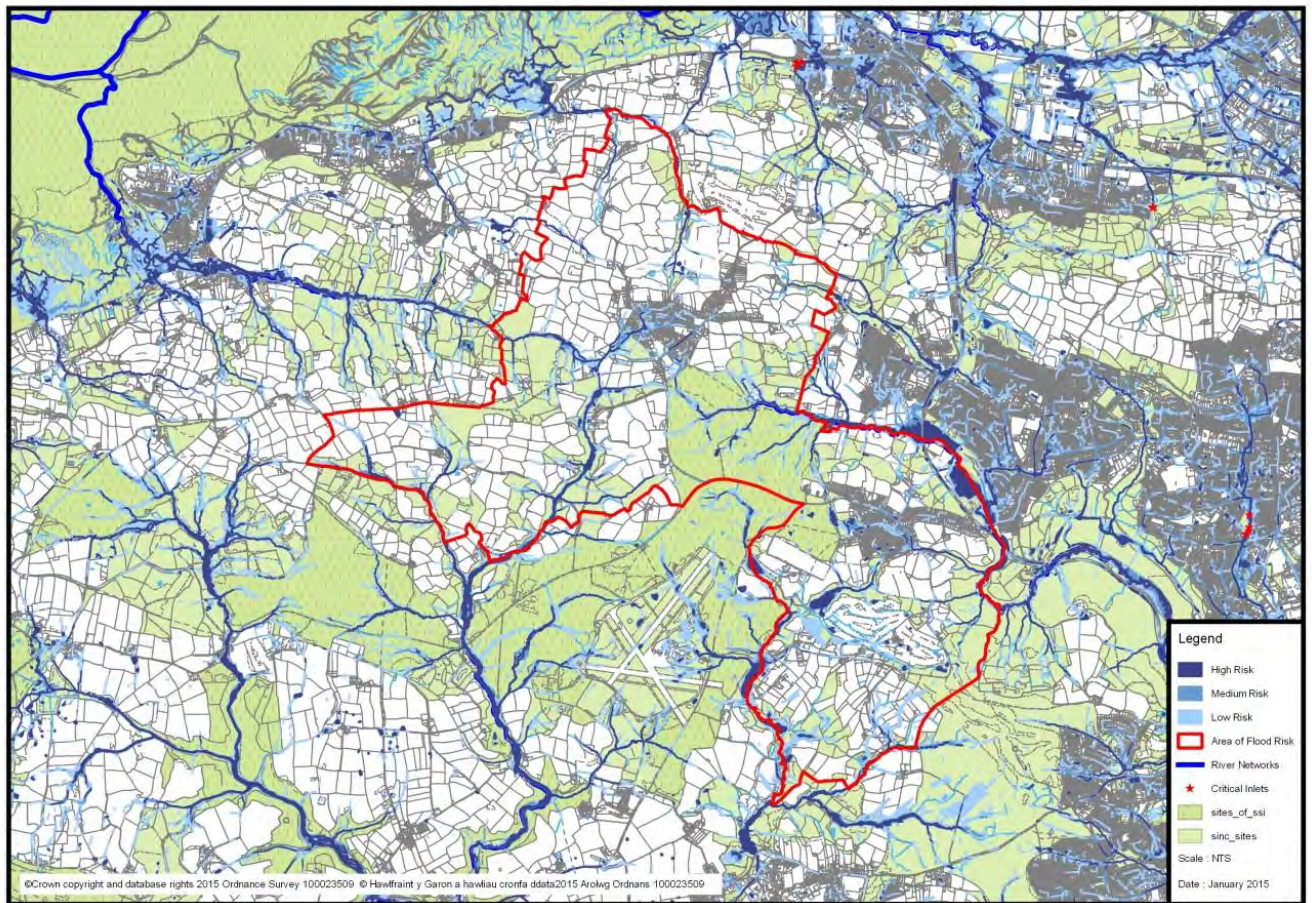 Legend
High Risk
Medium Risk
Low Risk
Area of Flood Risk
River Networks
Critical Inlets
sites_of_ssi
sinc_sites
Scale : NTS
Date : January 2015
©Crown copyright and database rights 2015 Ordnance Survey 100023509 © Hawlfraint y Garon a hawliau cronfa ddata2015 Arolwg Ordnans 100023509